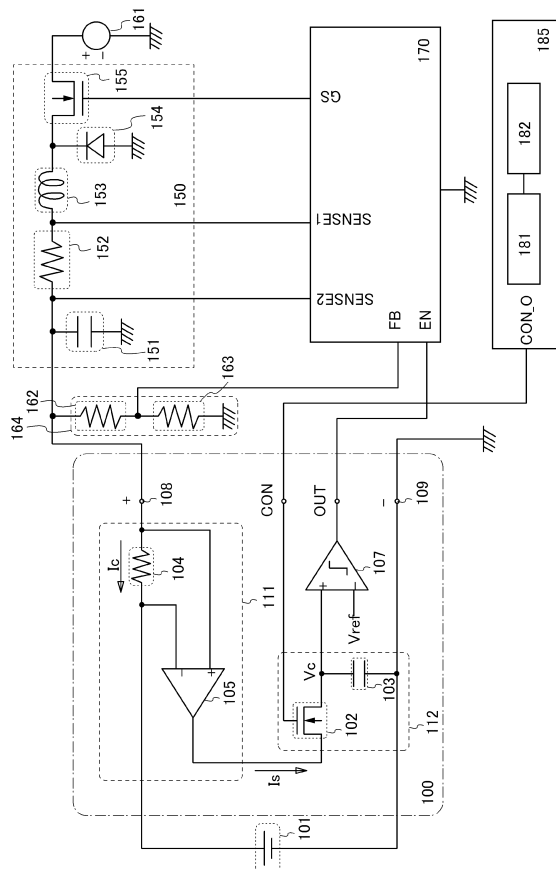 161
+
−
155
154
153
150
152
151
GS
SENSE1
SENSE2
FB
EN
170
185
182
181
CON_O
163
162
164
+
108
CON
OUT
−
109
Ic
104
111
105
107
+
−
Vref
Vc
103
102
112
−
+
Is
100
101